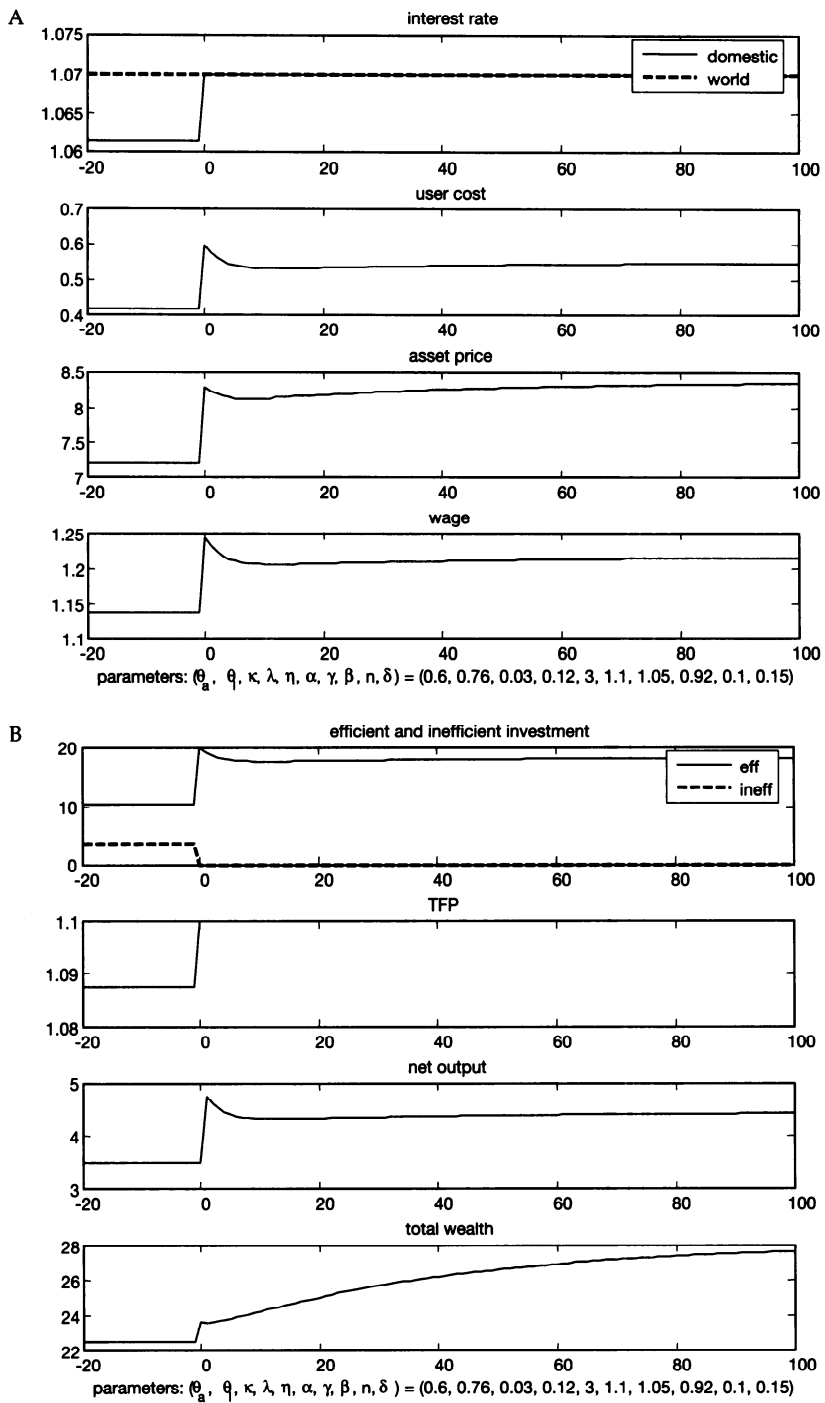 A
interest rate
1.075
1.07
1.065
1.06
domestic
world
-20 0 20 40 60 80 100
user cost
0.7
0.6
0.5
0.4
-20 0 20 40 60 80 100
asset price
8.5
8
7.5
7
-20 0 20 40 60 80 100
wage
1.25
1.2
1.15
1.1
-20 0 20 40 60 80 100
parameters: (θa, θl, κ, λ, η, α, γ, β, n, δ) = (0.6, 0.76, 0.03, 0.12, 3, 1.1, 1.05, 0.92, 0.1, 0.15)
B
efficient and inefficient investment
20
10
0
eff
ineff
-20 0 20 40 60 80 100
TFP
1.1
1.09
1.08
-20 0 20 40 60 80 100
net output
5
4
3
-20 0 20 40 60 80 100
total wealth
28
26
24
22
-20 0 20 40 60 80 100
parameters: (θa, θl, κ, λ, η, α, γ, β, n, δ ) = (0.6, 0.76, 0.03, 0.12, 3, 1.1, 1.05, 0.92, 0.1, 0.15)